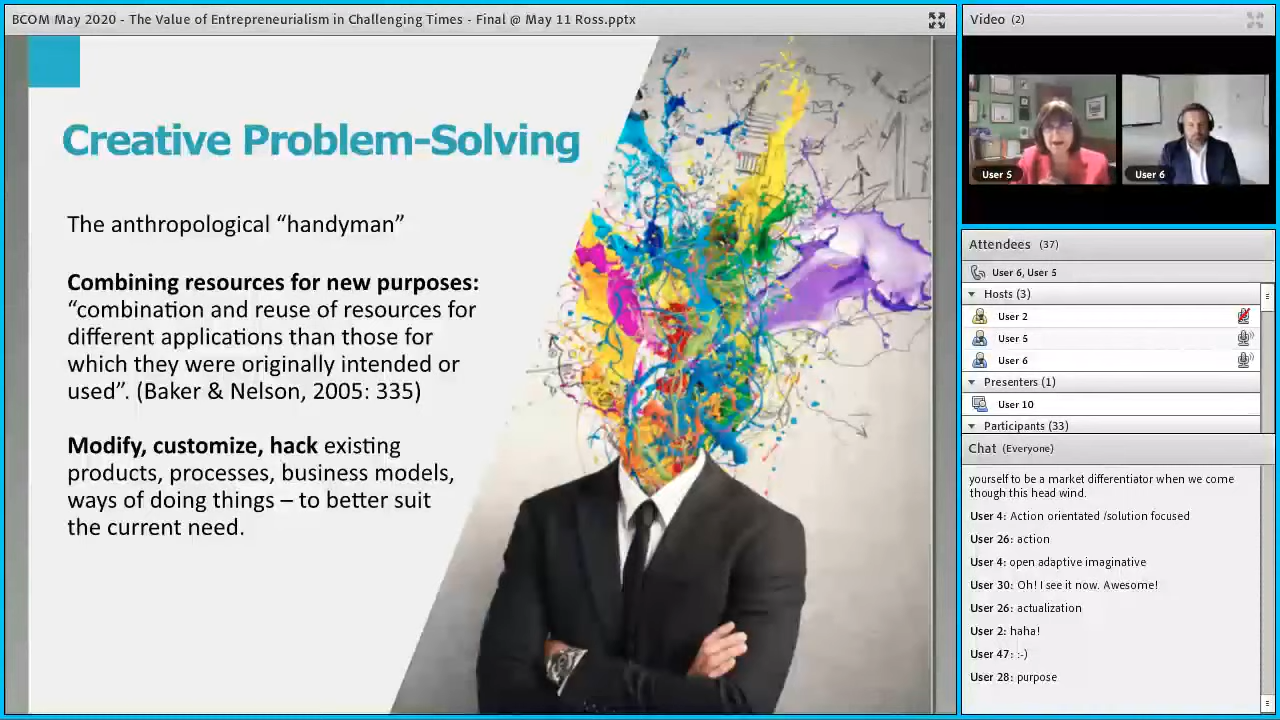 BCOM May 2020 - The Value of Entrepreneurialism in Challenging Times - Final @ May 11 Ross.pptx
Creative Problem-Solving
The anthropological “handyman”
Combining resources for new purposes:
“combination and reuse of resources for
different applications than those for
which they were originally intended or
used”. (Baker & Nelson, 2005: 335)
Modify, customize, hack existing
products, processes, business models,
ways of doing things – to better suit
the current need.
Video (2)
User 5
User 6
Attendees (37)
User 6, User 5
Hosts (3)
User 2
User 5
User 6
Presenters (1)
User 10
Participants (33)
Chat (Everyone)
yourself to be a market differentiator when we come
though this head wind.
User 4: Action orientated /solution focused
User 26: action
User 4: open adaptive imaginative
User 30: Oh! I see it now. Awesome!
User 26: actualization
User 2: haha!
User 47: :-)
User 28: purpose